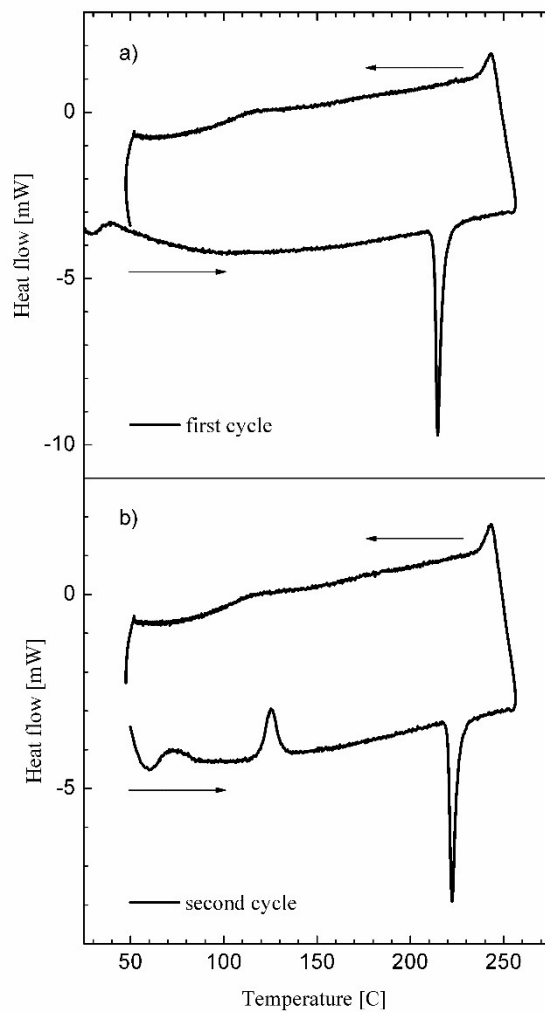 a)
0
Heat flow [mW]
-5
first cycle
-10
b)
0
Heat flow [mW]
-5
second cycle
50 100 150 200 250
Temperature [C]